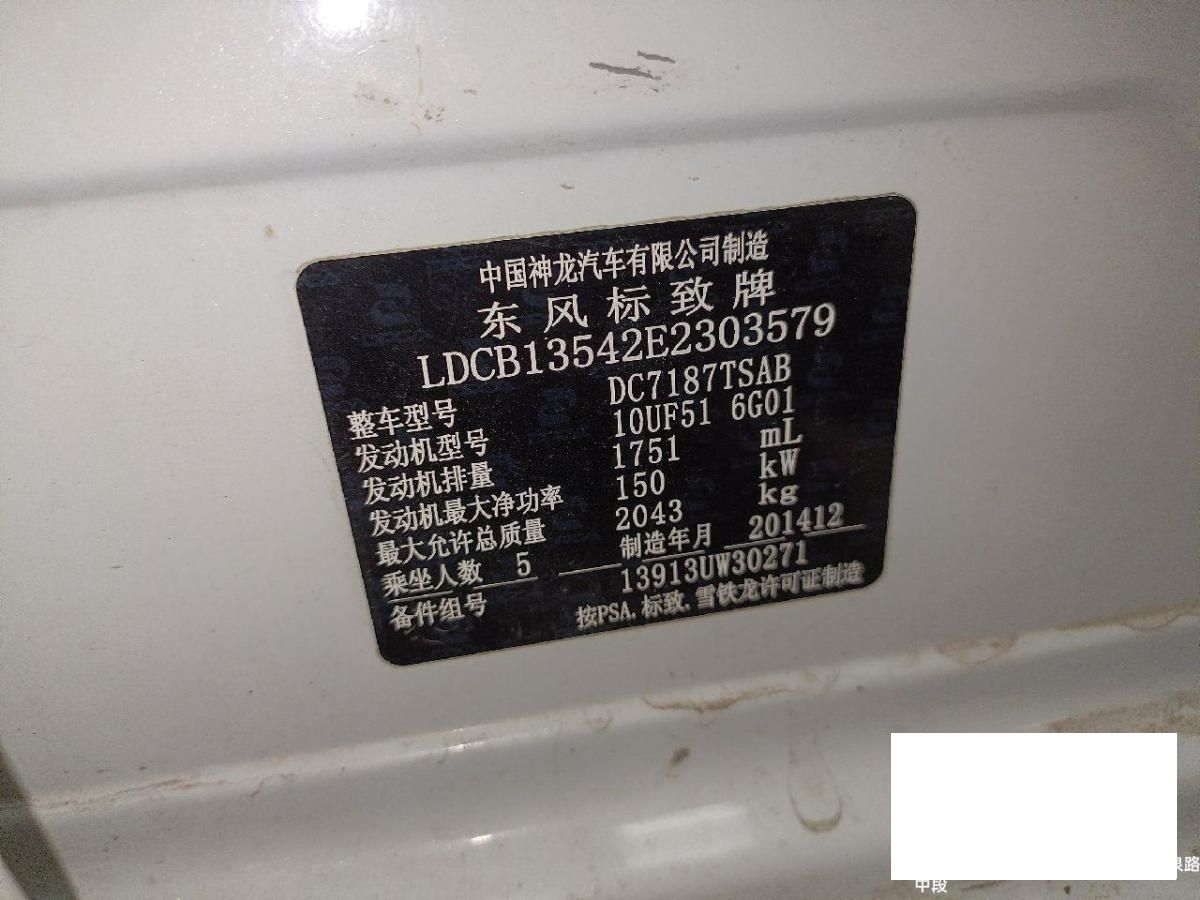 中国神龙汽车有限公司制造
东风标致牌
LDCB13542E2303579
整车型号 DC7187TSAB
发动机型号 10UF51 6G01
发动机排量 1751 mL
发动机最大净功率 150 kW
最大允许总质量 2043 kg
乘坐人数 5 制造年月 201412
备件组号 13913UW30271
按PSA.标致.雪铁龙许可证制造
泉路
中段